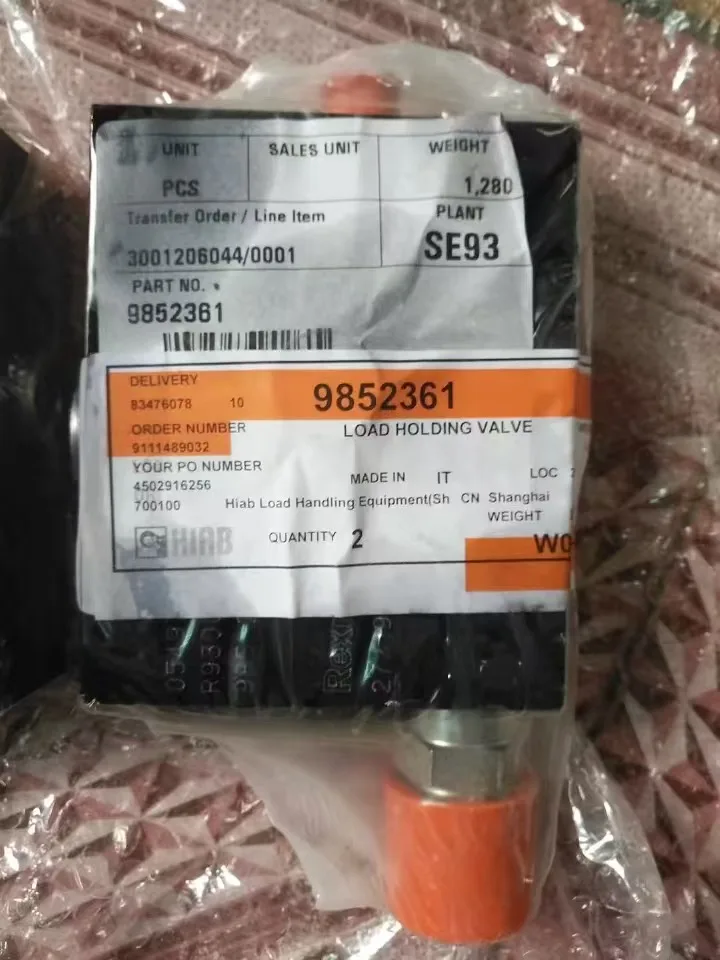 UNIT SALES UNIT WEIGHT
PCS 1,280
Transfer Order / Line Item PLANT
3001206044/0001 SE93
PART NO.
9852361
DELIVERY
83476078 10 9852361
ORDER NUMBER LOAD HOLDING VALVE
9111489032
YOUR PO NUMBER
4502916256 MADE IN IT LOC
700100 Hiab Load Handling Equipment(Sh CN Shanghai
WEIGHT
HIAB QUANTITY 2 W0
R930